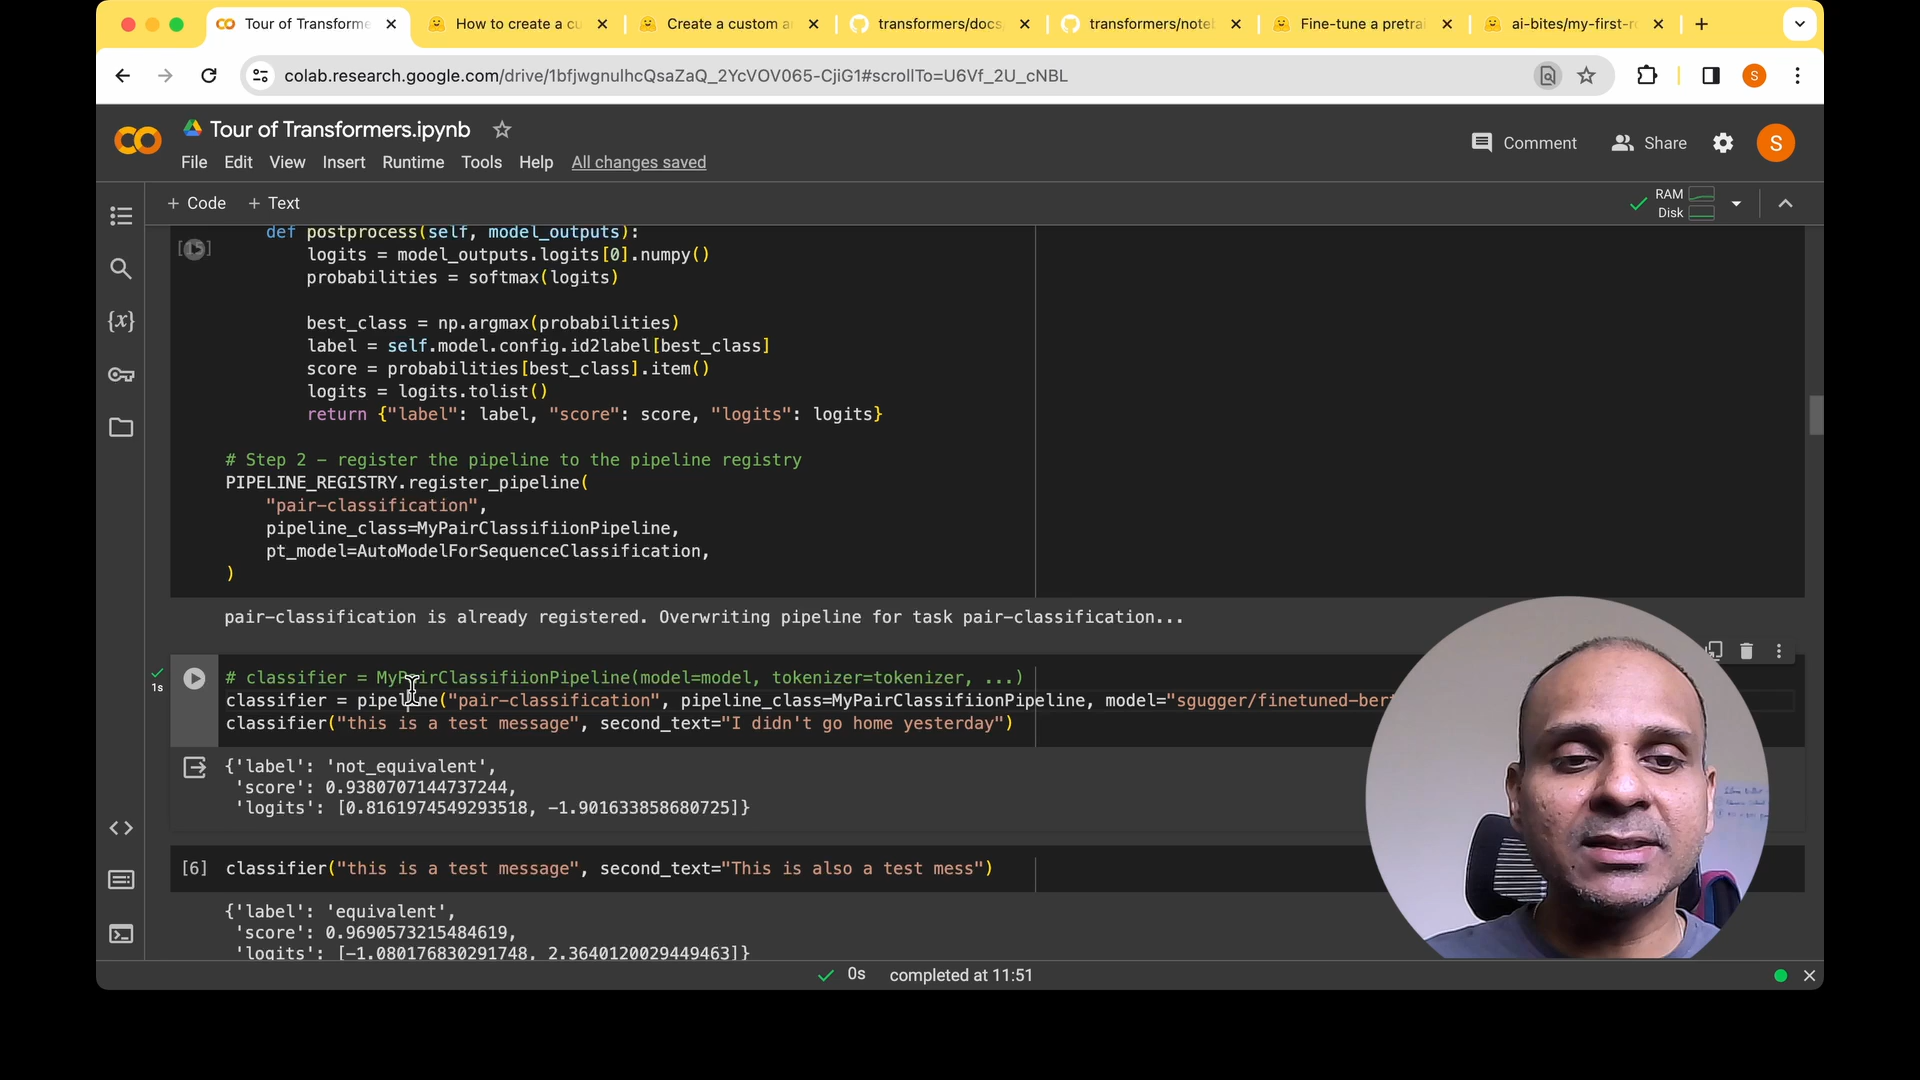 Tour of Transforme
How to create a cu
Create a custom a
transformers/docs
transformers/note
Fine-tune a pretrai
ai-bites/my-first-r
colab.research.google.com/drive/1bfjwgnulhcQsaZaQ_2YcVOV065-CjiG1#scrollTo=U6Vf_2U_cNBL
S
Tour of Transformers.ipynb
Comment
Share
S
File Edit View Insert Runtime Tools Help All changes saved
+ Code + Text
RAM
Disk
[15]
def postprocess(self, model_outputs):
logits = model_outputs.logits[0].numpy()
probabilities = softmax(logits)
best_class = np.argmax(probabilities)
label = self.model.config.id2label[best_class]
score = probabilities[best_class].item()
logits = logits.tolist()
return {"label": label, "score": score, "logits": logits}
# Step 2 – register the pipeline to the pipeline registry
PIPELINE_REGISTRY.register_pipeline(
"pair-classification",
pipeline_class=MyPairClassifiionPipeline,
pt_model=AutoModelForSequenceClassification,
)
pair-classification is already registered. Overwriting pipeline for task pair-classification...
1s
# classifier = MyPairClassifiionPipeline(model=model, tokenizer=tokenizer, ...)
classifier = pipeline("pair-classification", pipeline_class=MyPairClassifiionPipeline, model="sgugger/finetuned-ber
classifier("this is a test message", second_text="I didn't go home yesterday")
{'label': 'not_equivalent',
'score': 0.9380707144737244,
'logits': [0.8161974549293518, -1.901633858680725]}
[6] classifier("this is a test message", second_text="This is also a test mess")
{'label': 'equivalent',
'score': 0.9690573215484619,
'logits': [-1.080176830291748, 2.3640120029449463]}
0s completed at 11:51